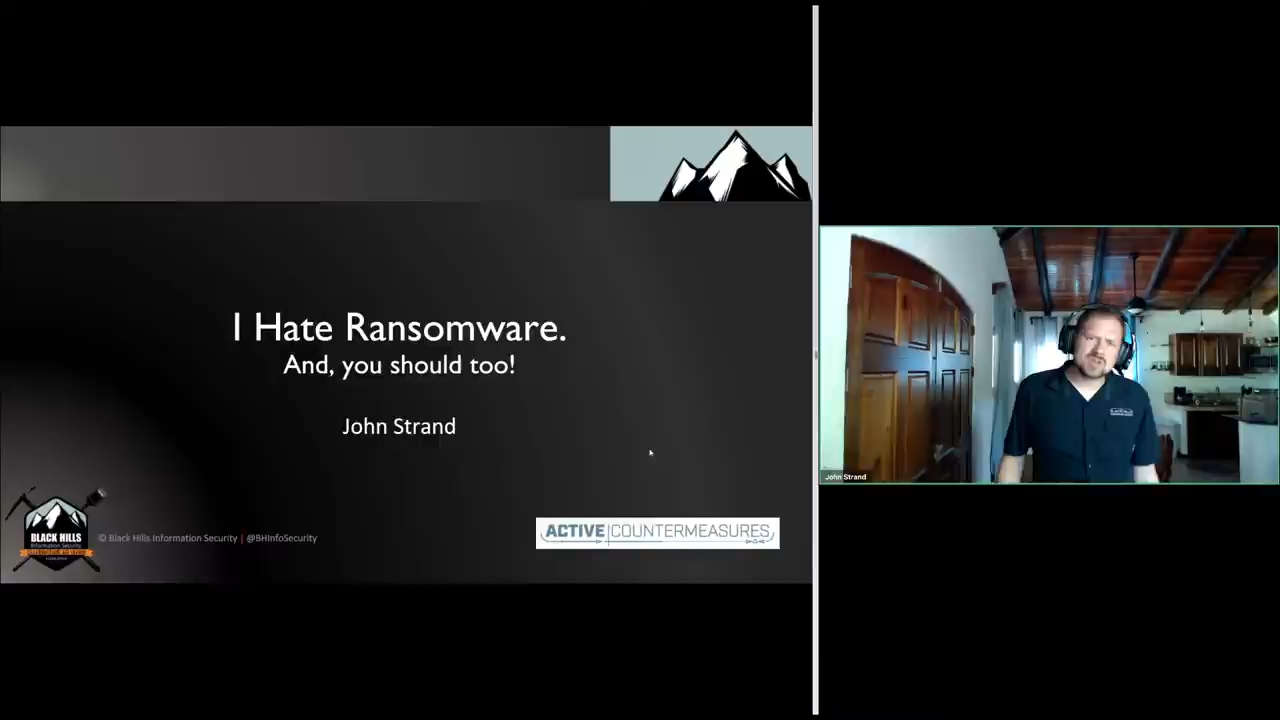 I Hate Ransomware.
And, you should too!
John Strand
BLACK HILLS
Information Security
© Black Hills Information Security | @BHInfoSecurity
ACTIVE COUNTERMEASURES
John Strand